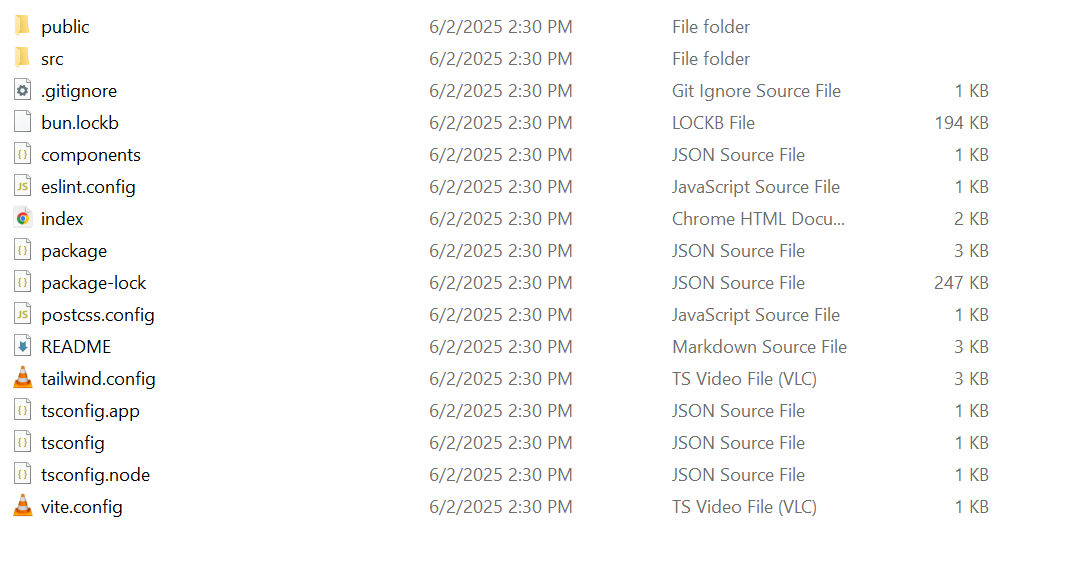 public 6/2/2025 2:30 PM File folder
src 6/2/2025 2:30 PM File folder
.gitignore 6/2/2025 2:30 PM Git Ignore Source File 1 KB
bun.lockb 6/2/2025 2:30 PM LOCKB File 194 KB
components 6/2/2025 2:30 PM JSON Source File 1 KB
eslint.config 6/2/2025 2:30 PM JavaScript Source File 1 KB
index 6/2/2025 2:30 PM Chrome HTML Docu... 2 KB
package 6/2/2025 2:30 PM JSON Source File 3 KB
package-lock 6/2/2025 2:30 PM JSON Source File 247 KB
postcss.config 6/2/2025 2:30 PM JavaScript Source File 1 KB
README 6/2/2025 2:30 PM Markdown Source File 3 KB
tailwind.config 6/2/2025 2:30 PM TS Video File (VLC) 3 KB
tsconfig.app 6/2/2025 2:30 PM JSON Source File 1 KB
tsconfig 6/2/2025 2:30 PM JSON Source File 1 KB
tsconfig.node 6/2/2025 2:30 PM JSON Source File 1 KB
vite.config 6/2/2025 2:30 PM TS Video File (VLC) 1 KB